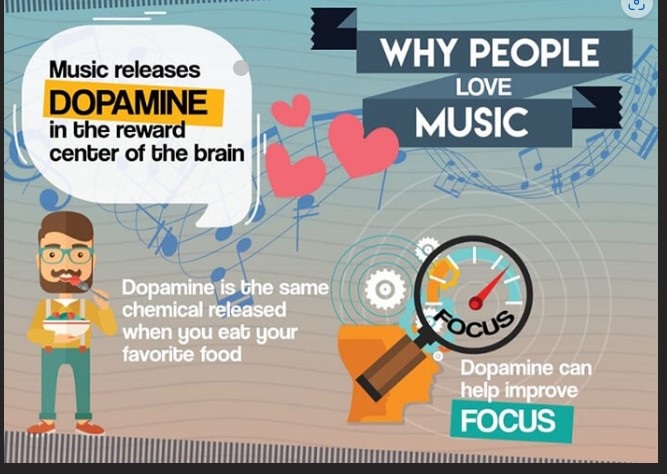 WHY PEOPLE
LOVE
MUSIC
Music releases
DOPAMINE
in the reward
center of the brain
Dopamine is the same
chemical released
when you eat your
favorite food
FOCUS
Dopamine can
help improve
FOCUS